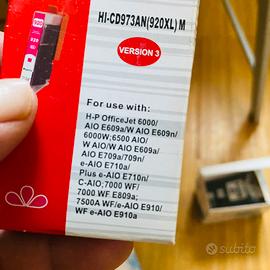 HI-CD973AN(920XL) M
920
VERSION 3
For use with:
H-P OfficeJet 6000/
AIO E609a/W AIO E609n/
6000W; 6500 AIO/
W AIO/W AIO E609a/
AIO E709a/709n/
e-AIO E710a/
Plus e-AIO E710n/
C-AIO; 7000 WF/
7000 WF E809a;
7500A WF/e-AIO E910/
WF e-AIO E910a
subito